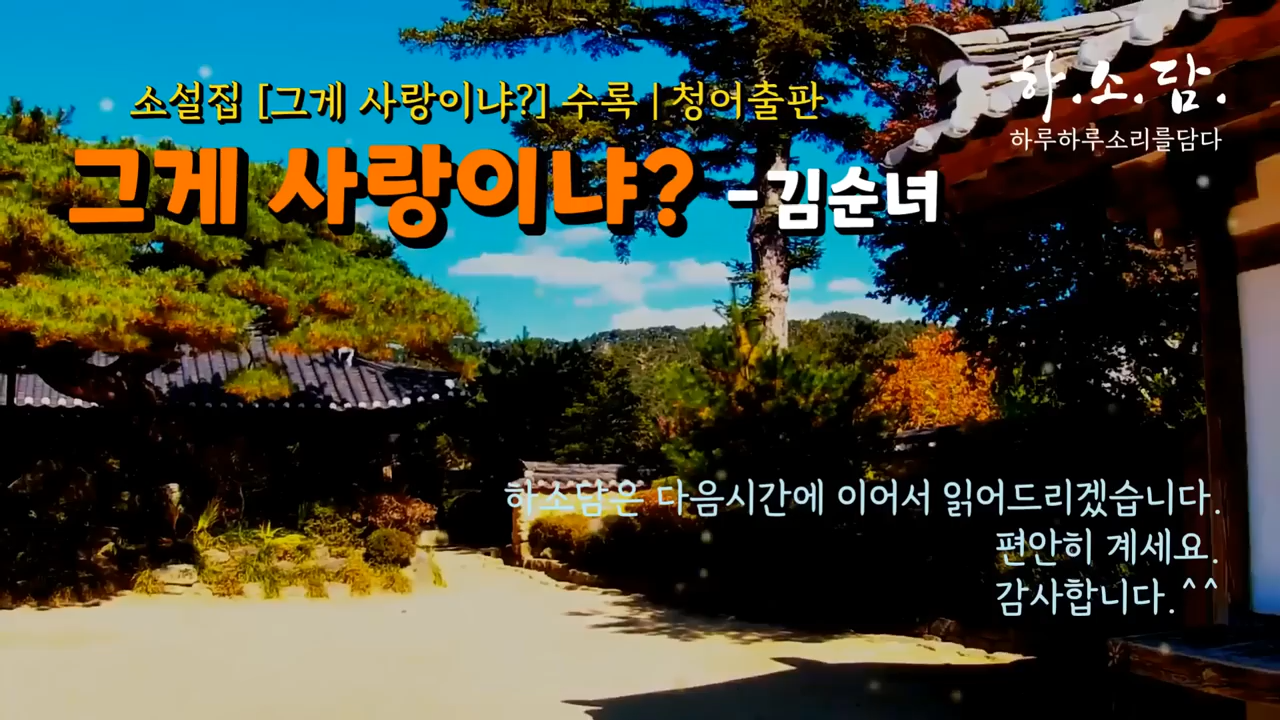 소설집 [그게 사랑이냐?] 수록 | 청어출판
그게 사랑이냐? -김순녀
하.소.담.
하루하루소리를담다
하소담은 다음시간에 이어서 읽어드리겠습니다.
편안히 계세요.
감사합니다.^^